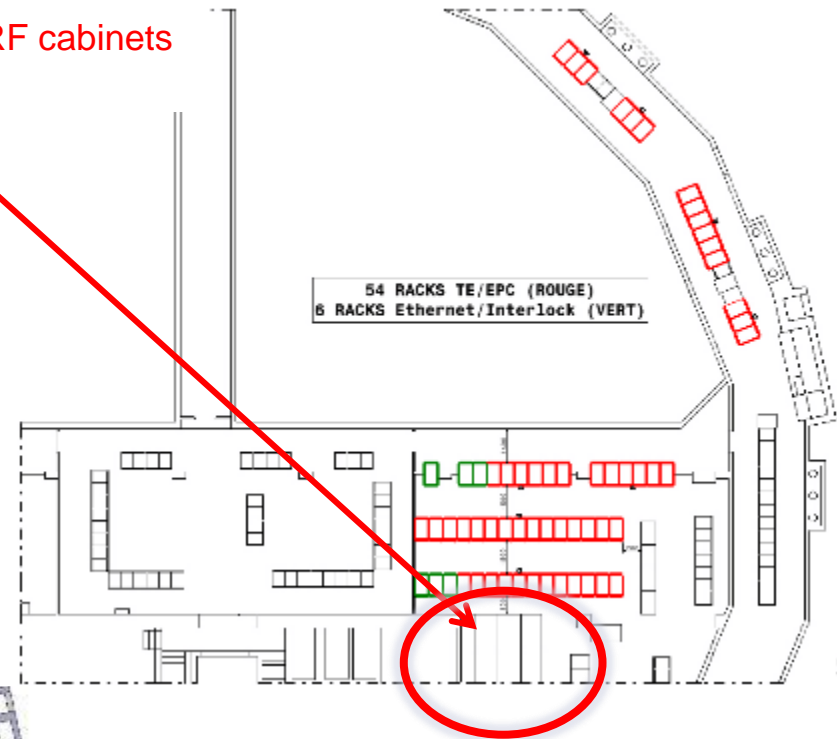 RF cabinets
54 RACKS TE/EPC (ROUGE)
6 RACKS Ethernet/Interlock (VERT)